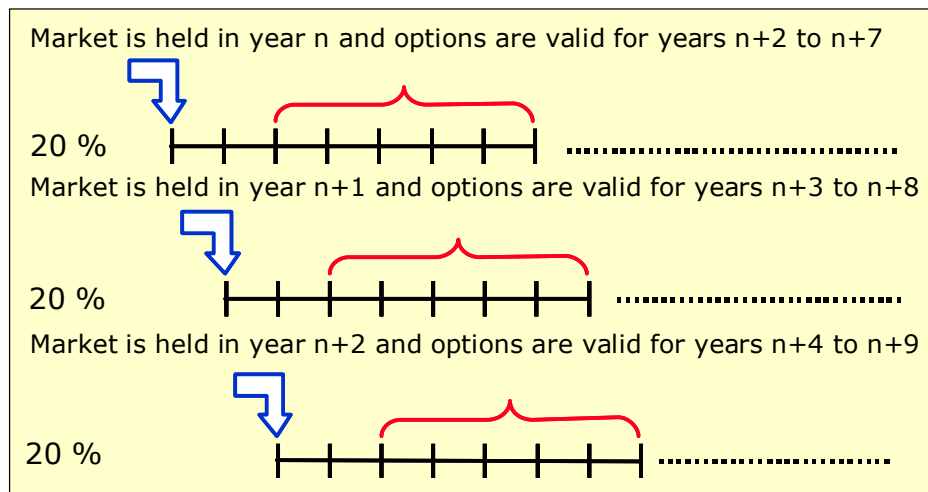 Market is held in year n and options are valid for years n+2 to n+7
20 %
Market is held in year n+1 and options are valid for years n+3 to n+8
20 %
Market is held in year n+2 and options are valid for years n+4 to n+9
20 %